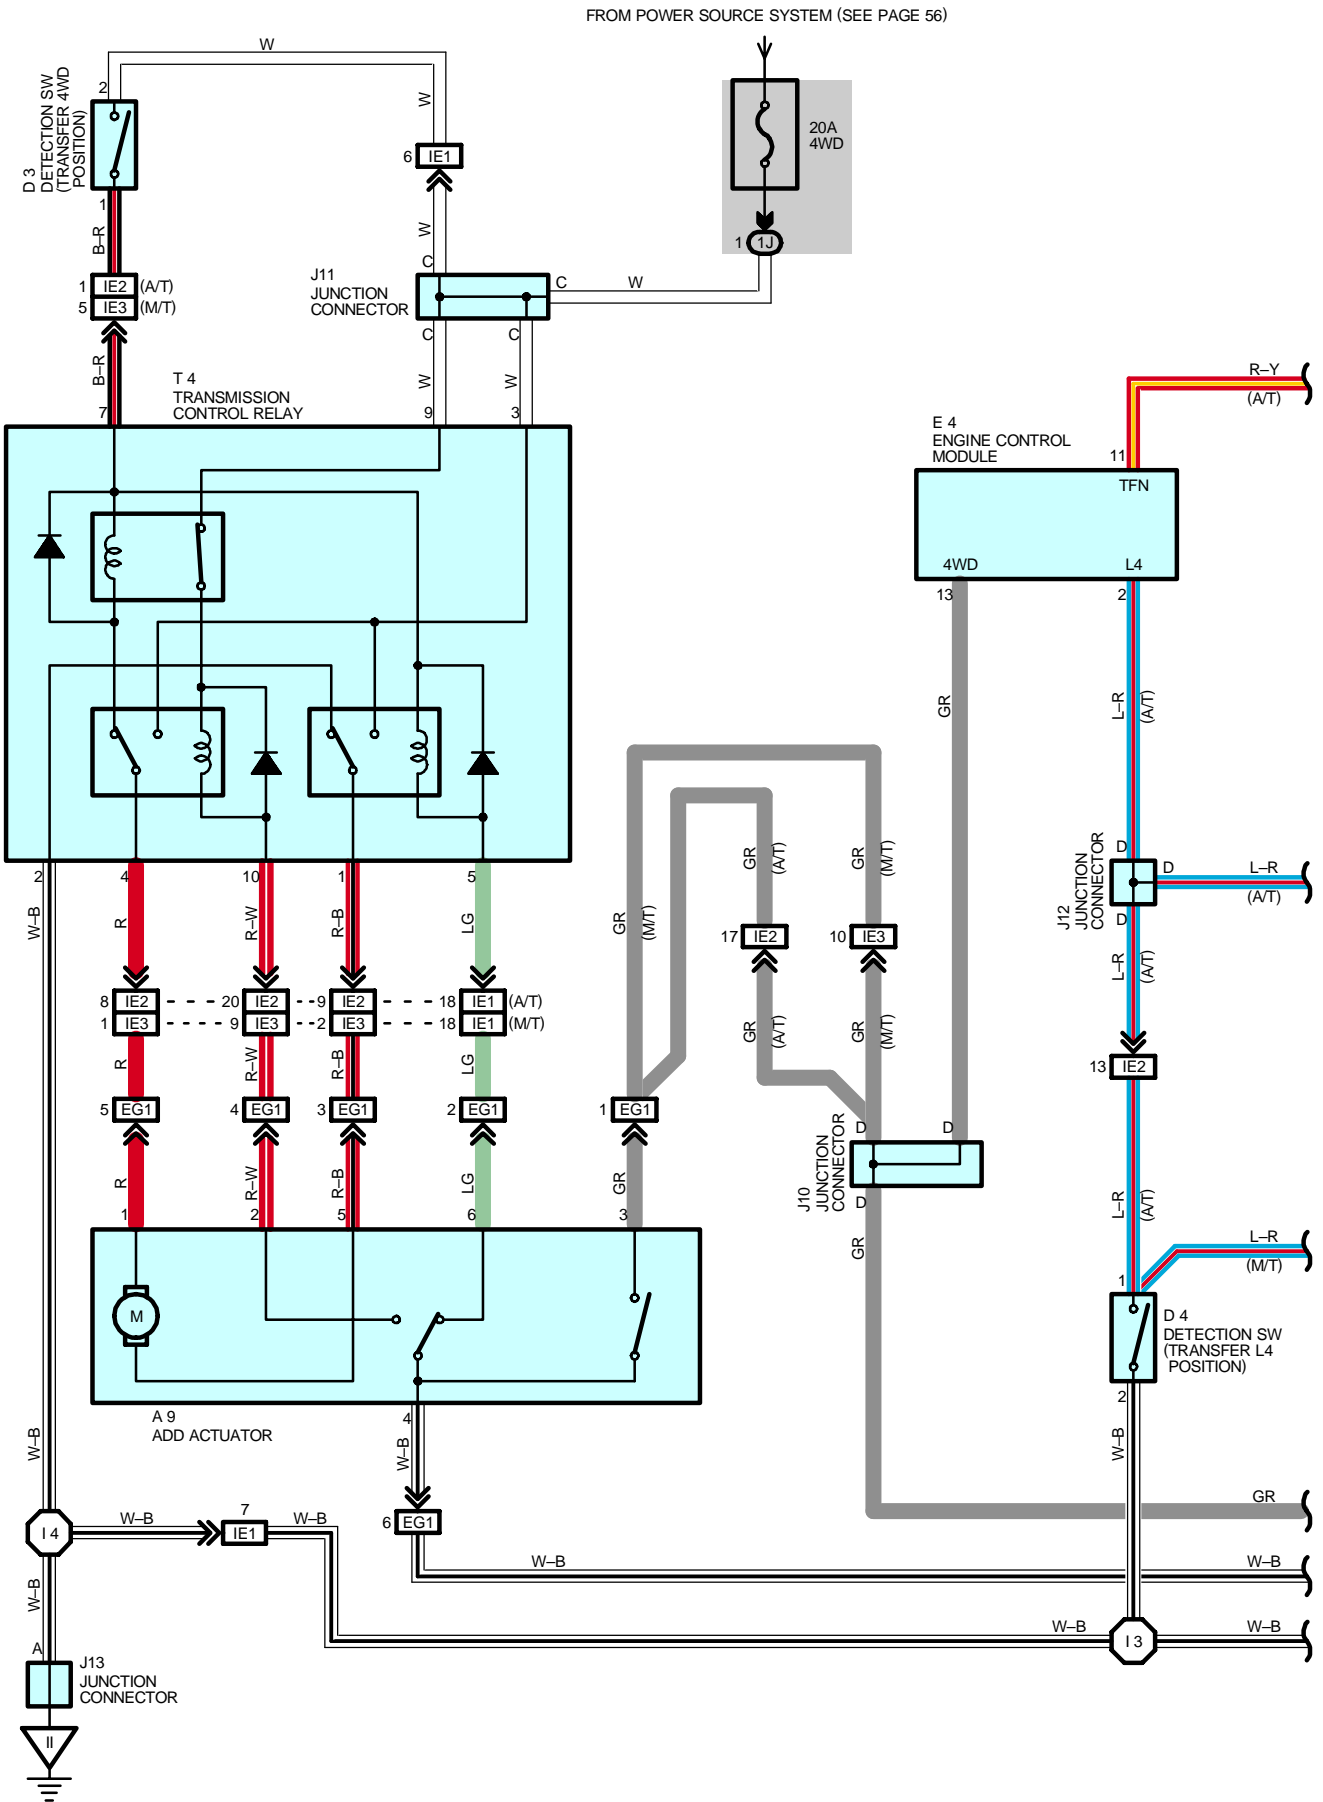 FROM POWER SOURCE SYSTEM (SEE PAGE 56)
W
2
D 3
DETECTION SW
(TRANSFER 4WD
POSITION)
W
6 IE1
20A
4WD
1 1J
1
B–R
W
C
1 IE2 (A/T)
5 IE3 (M/T)
J11
JUNCTION
CONNECTOR
C W
C C
B–R
W W
T 4
TRANSMISSION
CONTROL RELAY
7 9 3
R–Y
(A/T)
E 4
ENGINE CONTROL
MODULE
11
TFN
4WD L4
13 2
GR
L–R
(A/T)
GR
(A/T)
GR
(M/T)
GR
(M/T)
J12
JUNCTION
CONNECTOR
D
D L–R
(A/T)
D
2 4 10 1 5
W–B
R
R–W
R–B
LG
17 IE2
10 IE3
L–R
(A/T)
8 IE2 20 IE2 9 IE2 18 IE1 (A/T)
1 IE3 9 IE3 2 IE3 18 IE1 (M/T)
GR
(A/T)
GR
(M/T)
R
R–W
R–B
LG
13 IE2
5 EG1 4 EG1 3 EG1 2 EG1 1 EG1
D D
J10
JUNCTION
CONNECTOR
D
R
R–W
R–B
LG
GR
L–R
(A/T)
1 2 5 6 3
GR
L–R
(M/T)
1
M
D 4
DETECTION SW
(TRANSFER L4
POSITION)
2
A 9
ADD ACTUATOR
4
W–B
W–B
W–B
GR
6 EG1
I 4
W–B
7
IE1
W–B
W–B
W–B
W–B
W–B
I 3
W–B
A
J13
JUNCTION
CONNECTOR
II